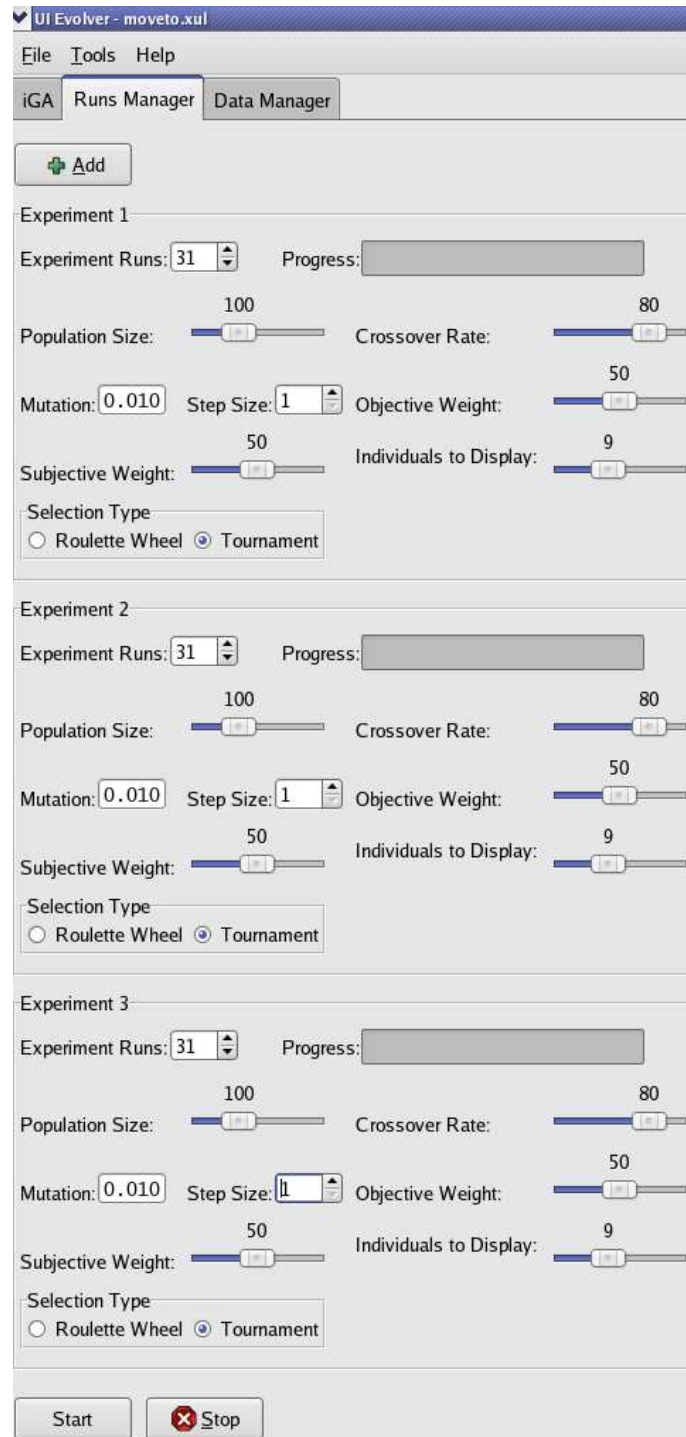 UI Evolver - moveto.xul
File Tools Help
iGA Runs Manager Data Manager
Add
Experiment 1
Experiment Runs: 31 Progress:
100 80
Population Size: Crossover Rate:
50
Mutation: 0.010 Step Size: 1 Objective Weight:
50 9
Subjective Weight: Individuals to Display:
Selection Type
Roulette Wheel Tournament
Experiment 2
Experiment Runs: 31 Progress:
100 80
Population Size: Crossover Rate:
50
Mutation: 0.010 Step Size: 1 Objective Weight:
50 9
Subjective Weight: Individuals to Display:
Selection Type
Roulette Wheel Tournament
Experiment 3
Experiment Runs: 31 Progress:
100 80
Population Size: Crossover Rate:
50
Mutation: 0.010 Step Size: 1 Objective Weight:
50 9
Subjective Weight: Individuals to Display:
Selection Type
Roulette Wheel Tournament
Start Stop